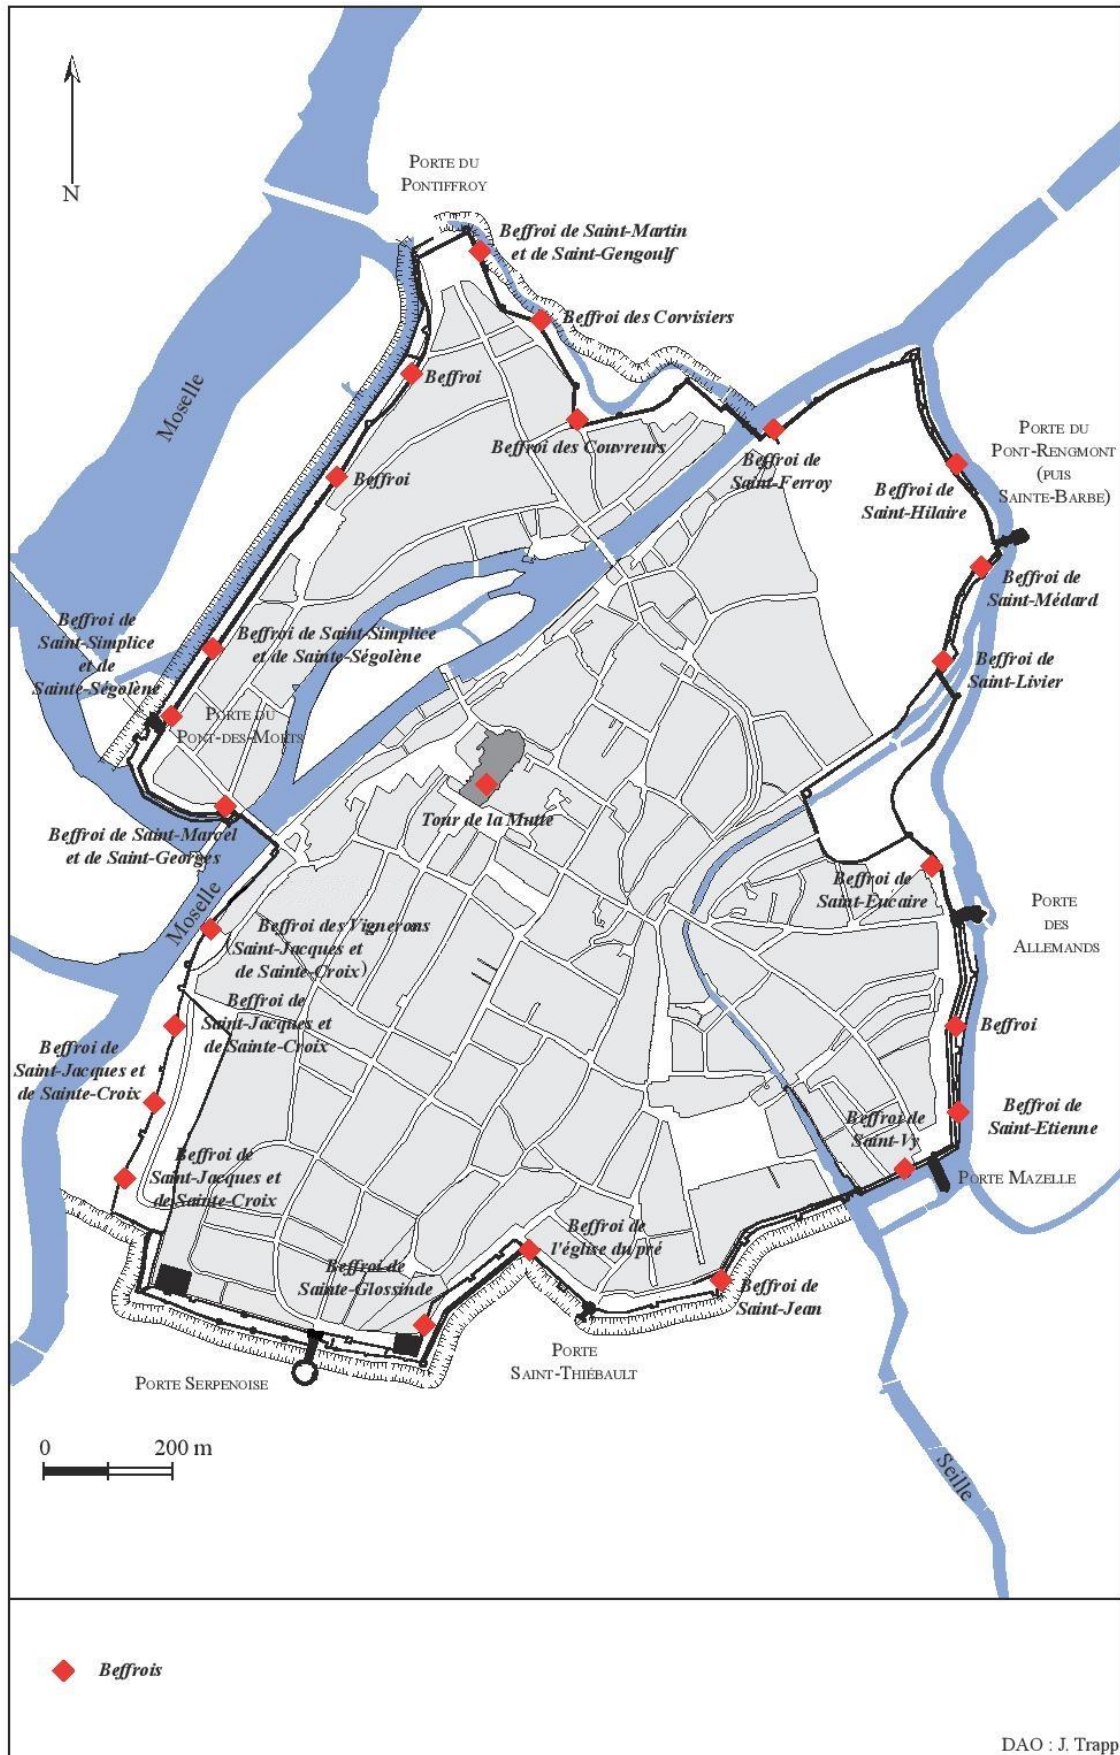 PORTE DU
PONTIFFROY
N
Beffroi de Saint-Martin
et de Saint-Gengoulf
Beffroi des Corvisiers
Beffroi
Moselle
Beffroi des Couvreurs
Beffroi
Beffroi de
Saint-Ferroy
PORTE DU
PONT-RENGMONT
(PUIS
SAINTE-BARBE)
Beffroi de
Saint-Hilaire
Beffroi de
Saint-Médard
Beffroi de
Saint-Simplice
et de
Sainte-Ségolène
Beffroi de Saint-Simplice
et de Sainte-Ségolène
Beffroi de
Saint-Livier
PORTE DU
PONT-DES-MORTS
Tour de la Mutte
Beffroi de Saint-Marcel
et de Saint-Georges
Beffroi de
Saint-Eucaire
PORTE
DES
ALLEMANDS
Moselle
Beffroi des Vignerons
(Saint-Jacques et
de Sainte-Croix)
Beffroi de
Saint-Jacques et
de Sainte-Croix
Beffroi
Beffroi de
Saint-Jacques et
de Sainte-Croix
Beffroi de
Saint-Etienne
Beffroi de
Saint-Vy
Beffroi de
Saint-Jacques et
de Sainte-Croix
PORTE MAZELLE
Beffroi de
l'église du pré
Beffroi de
Sainte-Glossinde
Beffroi de
Saint-Jean
PORTE
SAINT-THIÉBAULT
PORTE SERPENOISE
0 200 m
Seille
Beffrois
DAO : J. Trapp